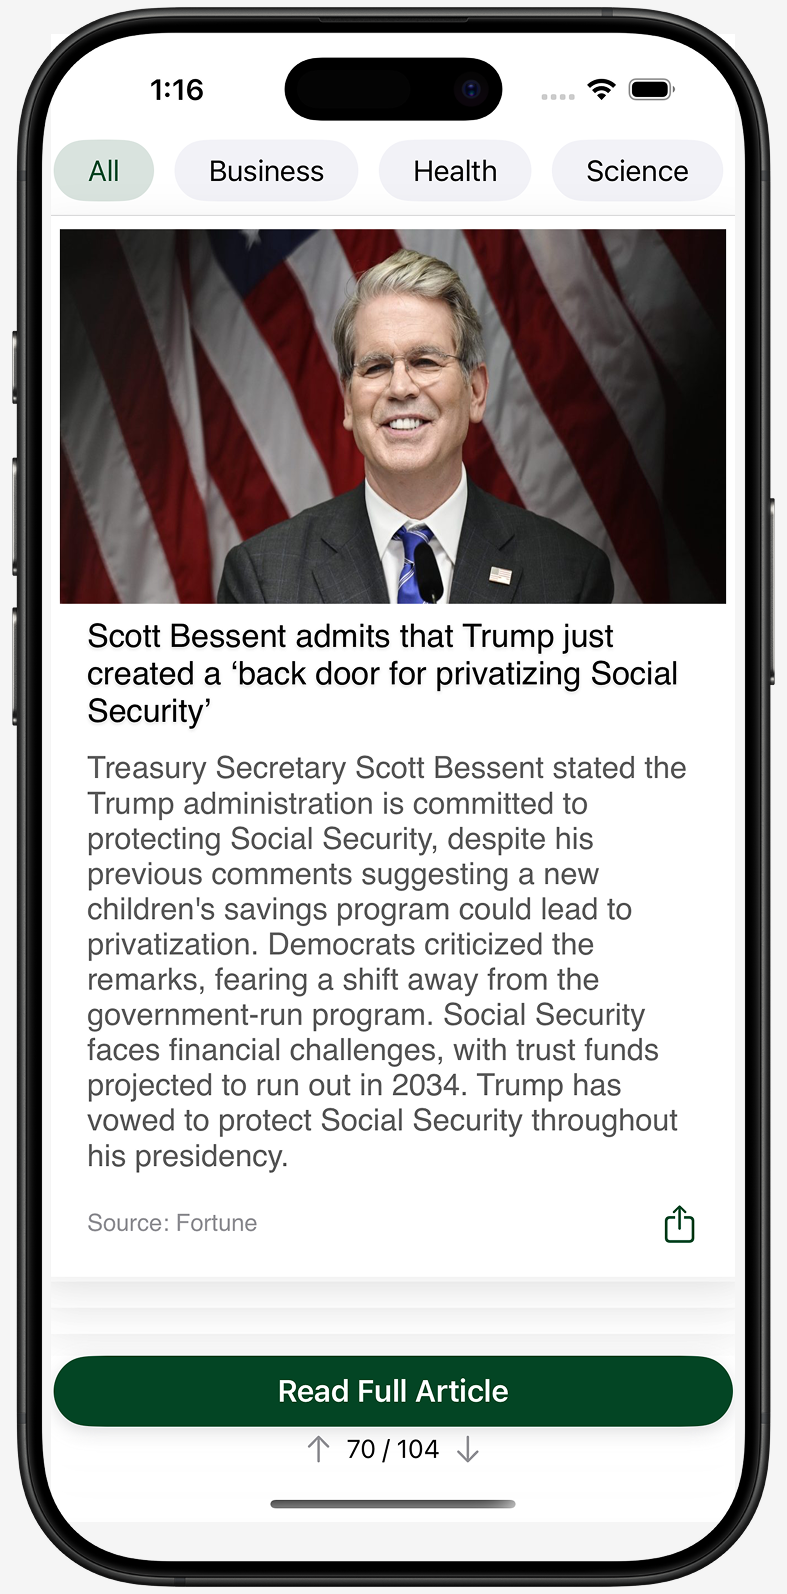 1:16
All Business Health Science
Scott Bessent admits that Trump just
created a ‘back door for privatizing Social
Security’
Treasury Secretary Scott Bessent stated the
Trump administration is committed to
protecting Social Security, despite his
previous comments suggesting a new
children's savings program could lead to
privatization. Democrats criticized the
remarks, fearing a shift away from the
government-run program. Social Security
faces financial challenges, with trust funds
projected to run out in 2034. Trump has
vowed to protect Social Security throughout
his presidency.
Source: Fortune
Read Full Article
70 / 104